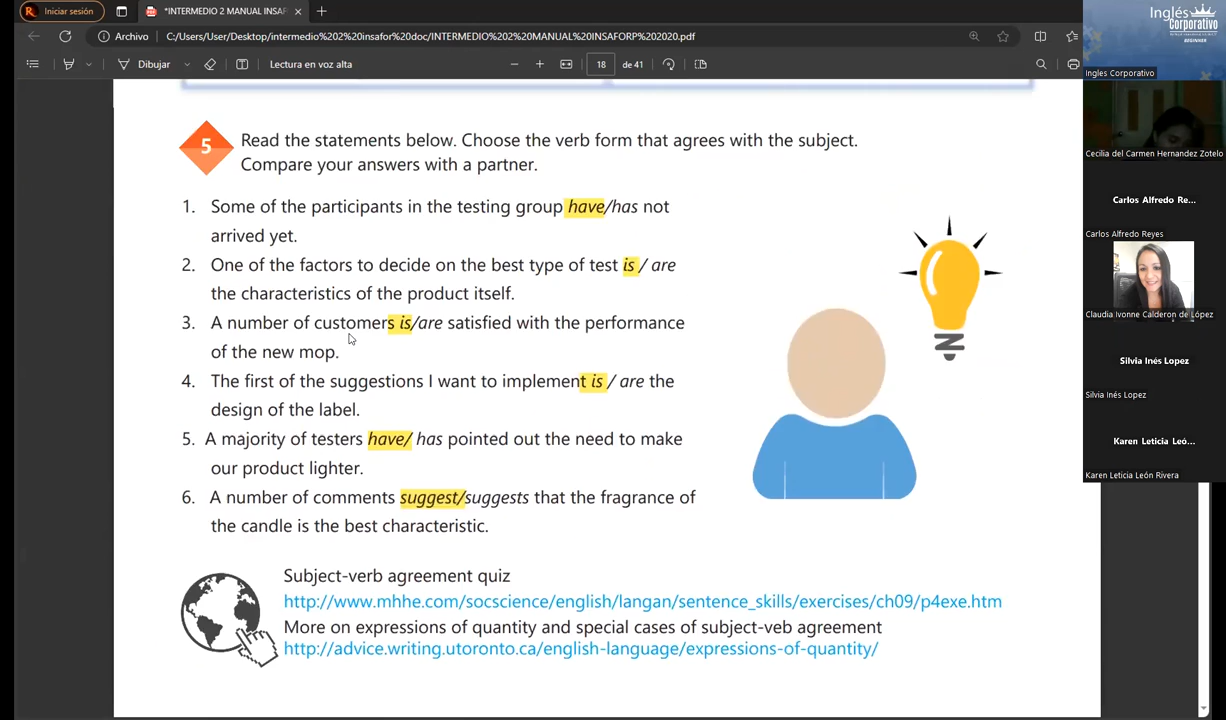 Iniciar sesión
*INTERMEDIO 2 MANUAL INSAF
Archivo
C:/Users/User/Desktop/intermedio%202%20insafor%20doc/INTERMEDIO%202%20MANUAL%20INSAFORP%202020.pdf
Dibujar
Lectura en voz alta
18
de 41
5
Read the statements below. Choose the verb form that agrees with the subject.
Compare your answers with a partner.
1. Some of the participants in the testing group have/has not
arrived yet.
2. One of the factors to decide on the best type of test is / are
the characteristics of the product itself.
3. A number of customers is/are satisfied with the performance
of the new mop.
4. The first of the suggestions I want to implement is / are the
design of the label.
5. A majority of testers have/ has pointed out the need to make
our product lighter.
6. A number of comments suggest/suggests that the fragrance of
the candle is the best characteristic.
Subject-verb agreement quiz
http://www.mhhe.com/socscience/english/langan/sentence_skills/exercises/ch09/p4exe.htm
More on expressions of quantity and special cases of subject-veb agreement
http://advice.writing.utoronto.ca/english-language/expressions-of-quantity/
Inglés
Corporativo
BEGINNER
Ingles Corporativo
Cecilia del Carmen Hernandez Zotelo
Carlos Alfredo Re...
Carlos Alfredo Reyes
Claudia Ivonne Calderon de López
Silvia Inés Lopez
Silvia Inés Lopez
Karen Leticia Leó...
Karen Leticia León Rivera